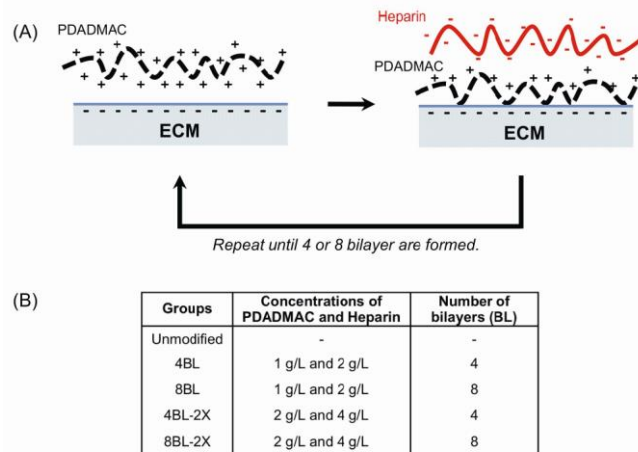 (A)
PDADMAC
+ + + + + + + + + + + + + + + +
- - - - - - - - - - - - - - - -
ECM
Heparin
- - - - - - - - - - - - -
PDADMAC
+ + + + + + + +
- - - - - - - - - - - - - - - -
ECM
Repeat until 4 or 8 bilayer are formed.
(B)
Groups Concentrations of PDADMAC and Heparin Number of bilayers (BL)
Unmodified - -
4BL 1 g/L and 2 g/L 4
8BL 1 g/L and 2 g/L 8
4BL-2X 2 g/L and 4 g/L 4
8BL-2X 2 g/L and 4 g/L 8